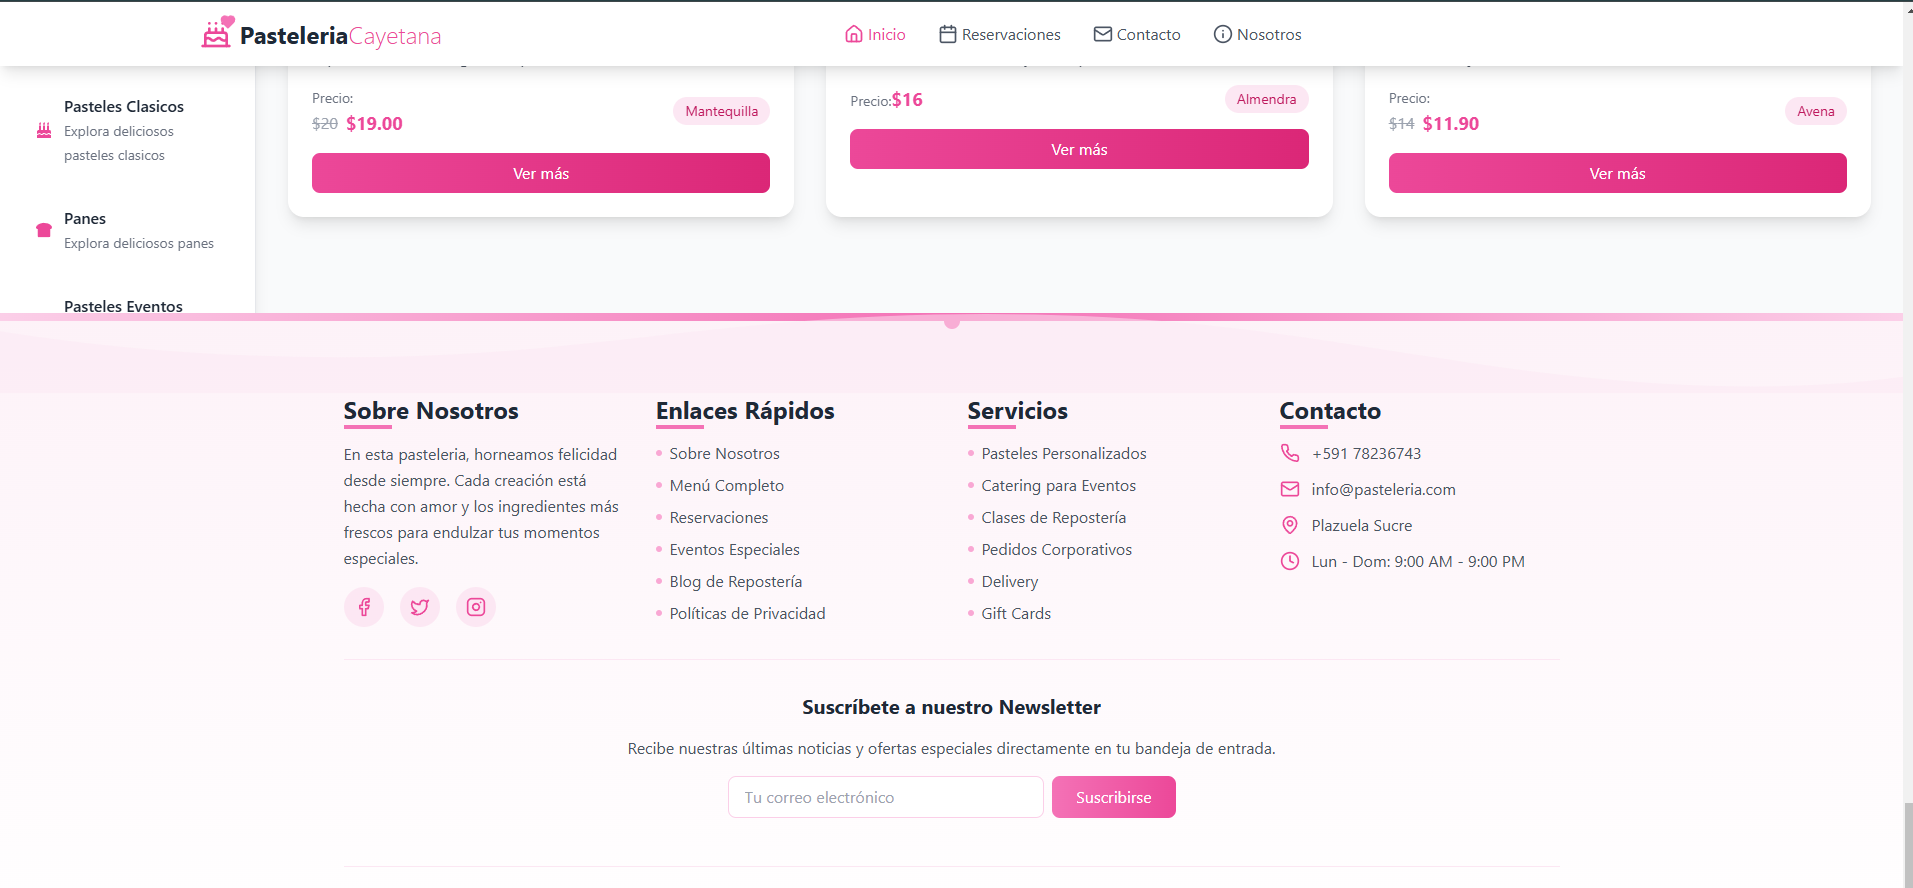 PasteleriaCayetana
Inicio
Reservaciones
Contacto
Nosotros
Pasteles Clasicos
Explora deliciosos
pasteles clasicos
Panes
Explora deliciosos panes
Pasteles Eventos
Precio:
$20 $19.00
Mantequilla
Ver más
Precio:$16
Almendra
Ver más
Precio:
$14 $11.90
Avena
Ver más
Sobre Nosotros
En esta pasteleria, horneamos felicidad
desde siempre. Cada creación está
hecha con amor y los ingredientes más
frescos para endulzar tus momentos
especiales.
Enlaces Rápidos
Sobre Nosotros
Menú Completo
Reservaciones
Eventos Especiales
Blog de Repostería
Políticas de Privacidad
Servicios
Pasteles Personalizados
Catering para Eventos
Clases de Repostería
Pedidos Corporativos
Delivery
Gift Cards
Contacto
+591 78236743
info@pasteleria.com
Plazuela Sucre
Lun - Dom: 9:00 AM - 9:00 PM
Suscríbete a nuestro Newsletter
Recibe nuestras últimas noticias y ofertas especiales directamente en tu bandeja de entrada.
Tu correo electrónico
Suscribirse